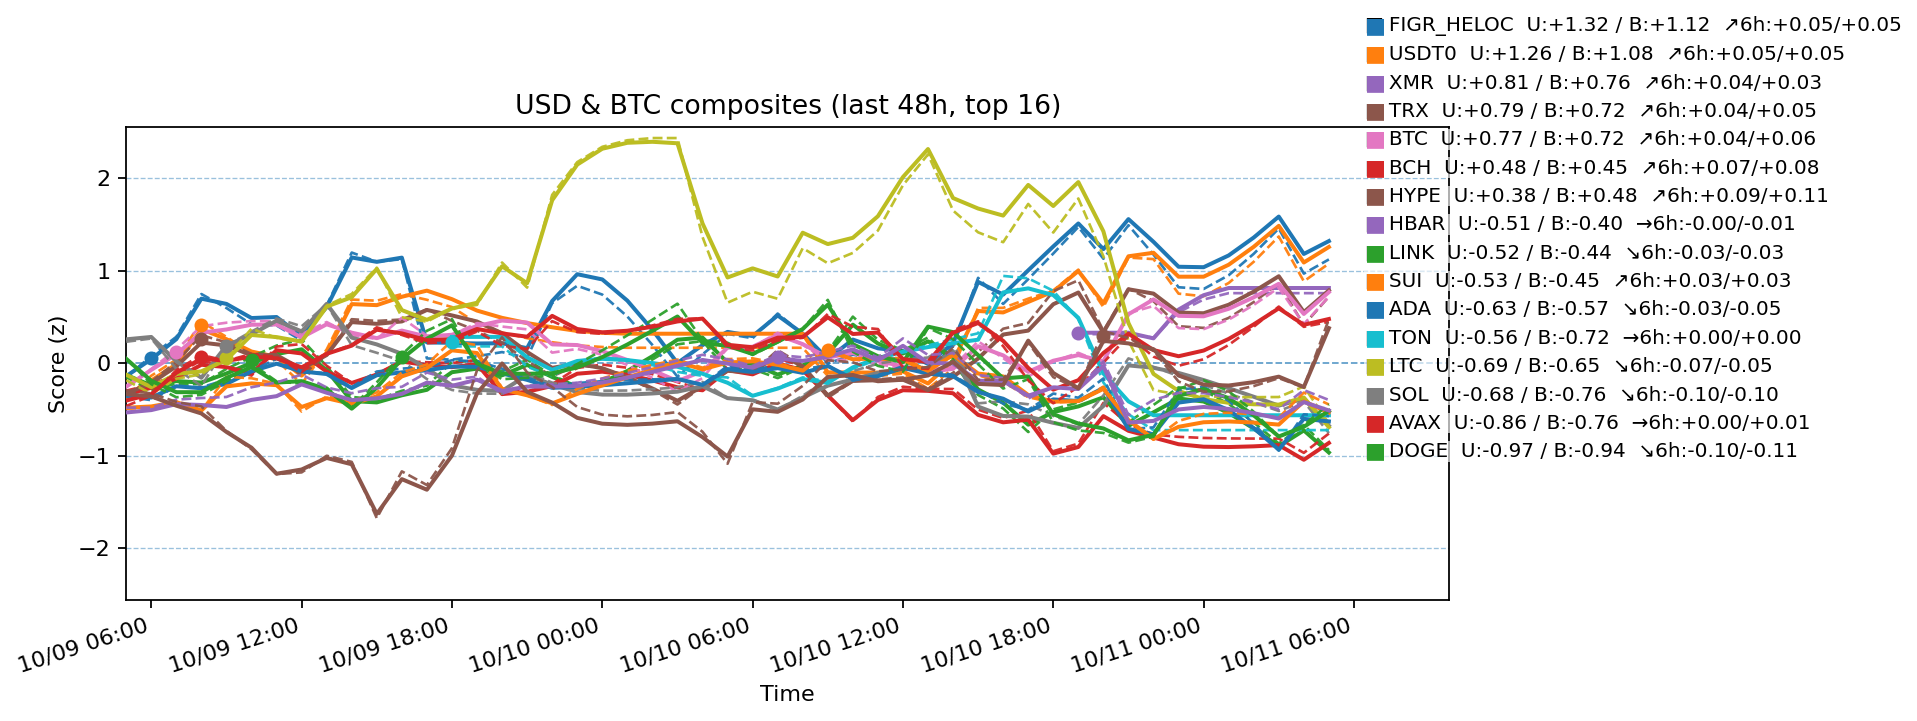 FIGR_HELOC  U:+1.32 / B:+1.12  ↗6h:+0.05/+0.05
USDT0  U:+1.26 / B:+1.08  ↗6h:+0.05/+0.05
XMR  U:+0.81 / B:+0.76  ↗6h:+0.04/+0.03
TRX  U:+0.79 / B:+0.72  ↗6h:+0.04/+0.05
BTC  U:+0.77 / B:+0.72  ↗6h:+0.04/+0.06
BCH  U:+0.48 / B:+0.45  ↗6h:+0.07/+0.08
HYPE  U:+0.38 / B:+0.48  ↗6h:+0.09/+0.11
HBAR  U:-0.51 / B:-0.40  →6h:-0.00/-0.01
LINK  U:-0.52 / B:-0.44  ↘6h:-0.03/-0.03
SUI  U:-0.53 / B:-0.45  ↗6h:+0.03/+0.03
ADA  U:-0.63 / B:-0.57  ↘6h:-0.03/-0.05
TON  U:-0.56 / B:-0.72  →6h:+0.00/+0.00
LTC  U:-0.69 / B:-0.65  ↘6h:-0.07/-0.05
SOL  U:-0.68 / B:-0.76  ↘6h:-0.10/-0.10
AVAX  U:-0.86 / B:-0.76  →6h:+0.00/+0.01
DOGE  U:-0.97 / B:-0.94  ↘6h:-0.10/-0.11
USD & BTC composites (last 48h, top 16)
Score (z)
2
1
0
−1
−2
10/09 06:00
10/09 12:00
10/09 18:00
10/10 00:00
10/10 06:00
10/10 12:00
10/10 18:00
10/11 00:00
10/11 06:00
Time